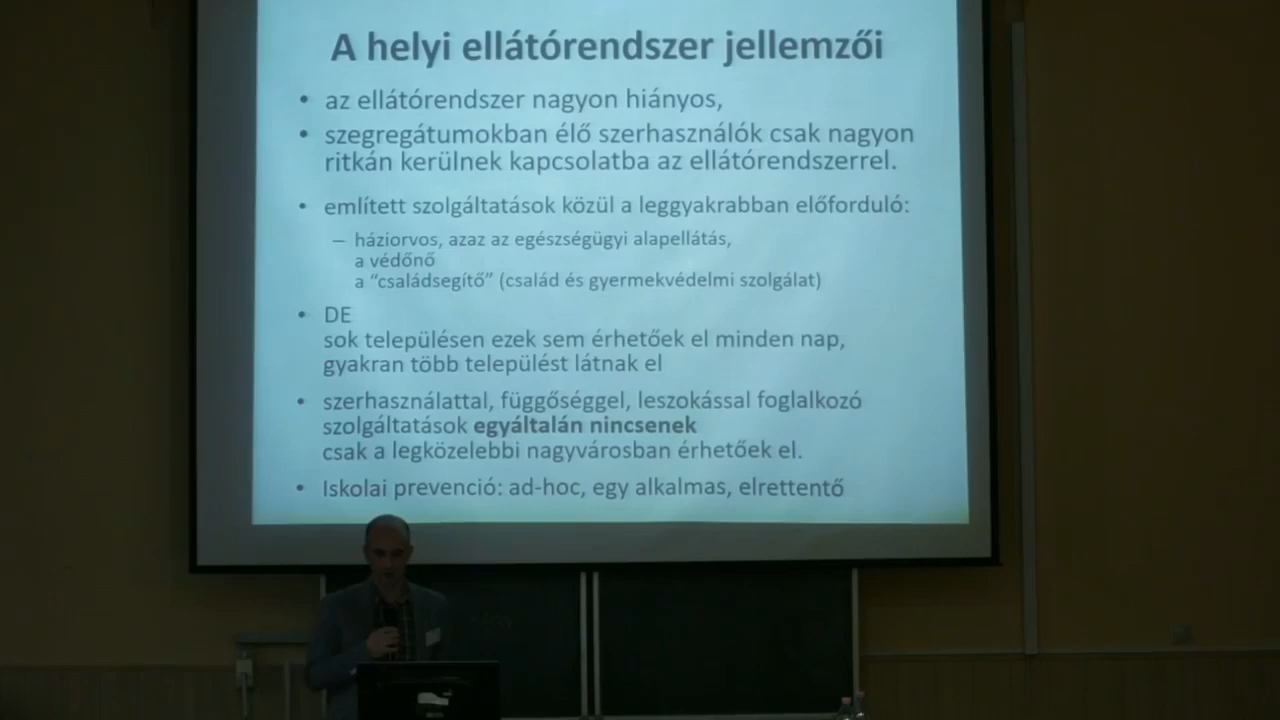 A helyi ellátórendszer jellemzői
• az ellátórendszer nagyon hiányos,
• szegregátumokban élő szerhasználók csak nagyon
ritkán kerülnek kapcsolatba az ellátórendszerrel.
• említett szolgáltatások közül a leggyakrabban előforduló:
– háziorvos, azaz az egészségügyi alapellátás,
a védőnő
a “családsegítő” (család és gyermekvédelmi szolgálat)
• DE
sok településen ezek sem érhetőek el minden nap,
gyakran több települést látnak el
• szerhasználattal, függőséggel, leszokással foglalkozó
szolgáltatások egyáltalán nincsenek
csak a legközelebbi nagyvárosban érhetőek el.
• Iskolai prevenció: ad-hoc, egy alkalmas, elrettentő